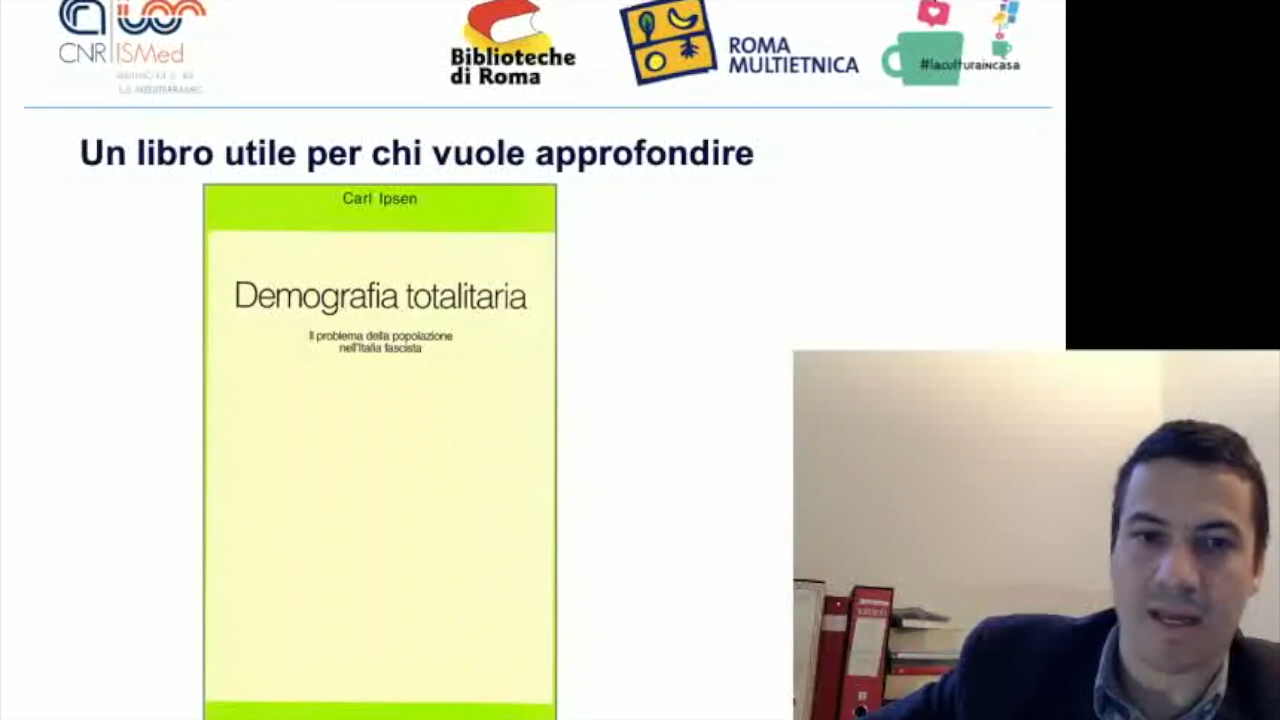 CNR ISMed
Biblioteche
di Roma
ROMA
MULTIETNICA
#laculturaincasa
Un libro utile per chi vuole approfondire
Carl Ipsen
Demografia totalitaria
Il problema della popolazione
nell'Italia fascista